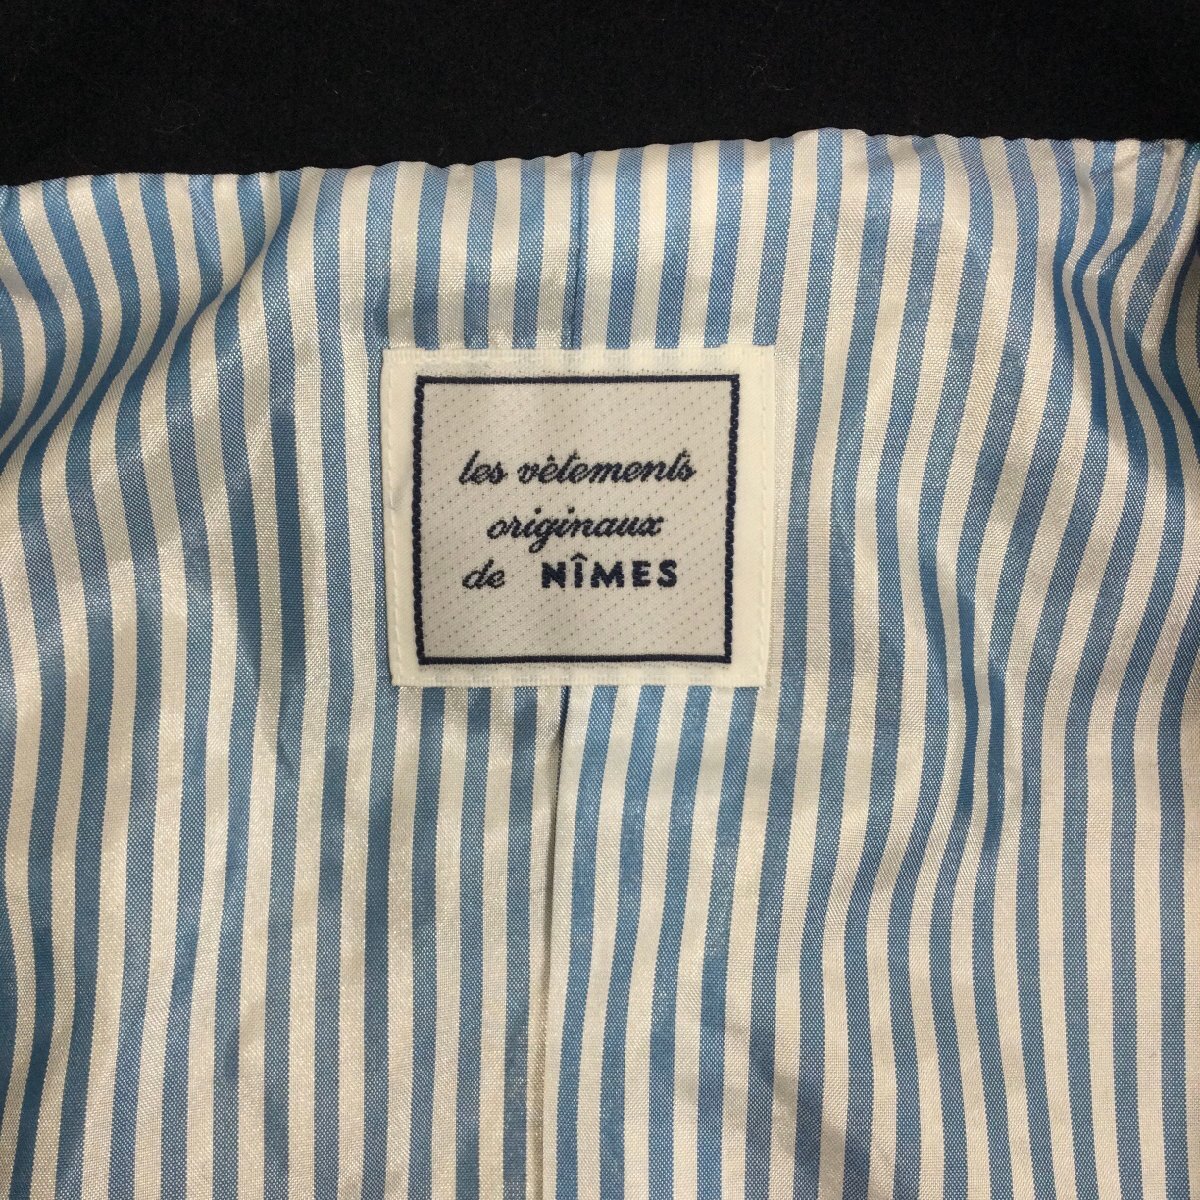 les vêtements
originaux
de NÎMES